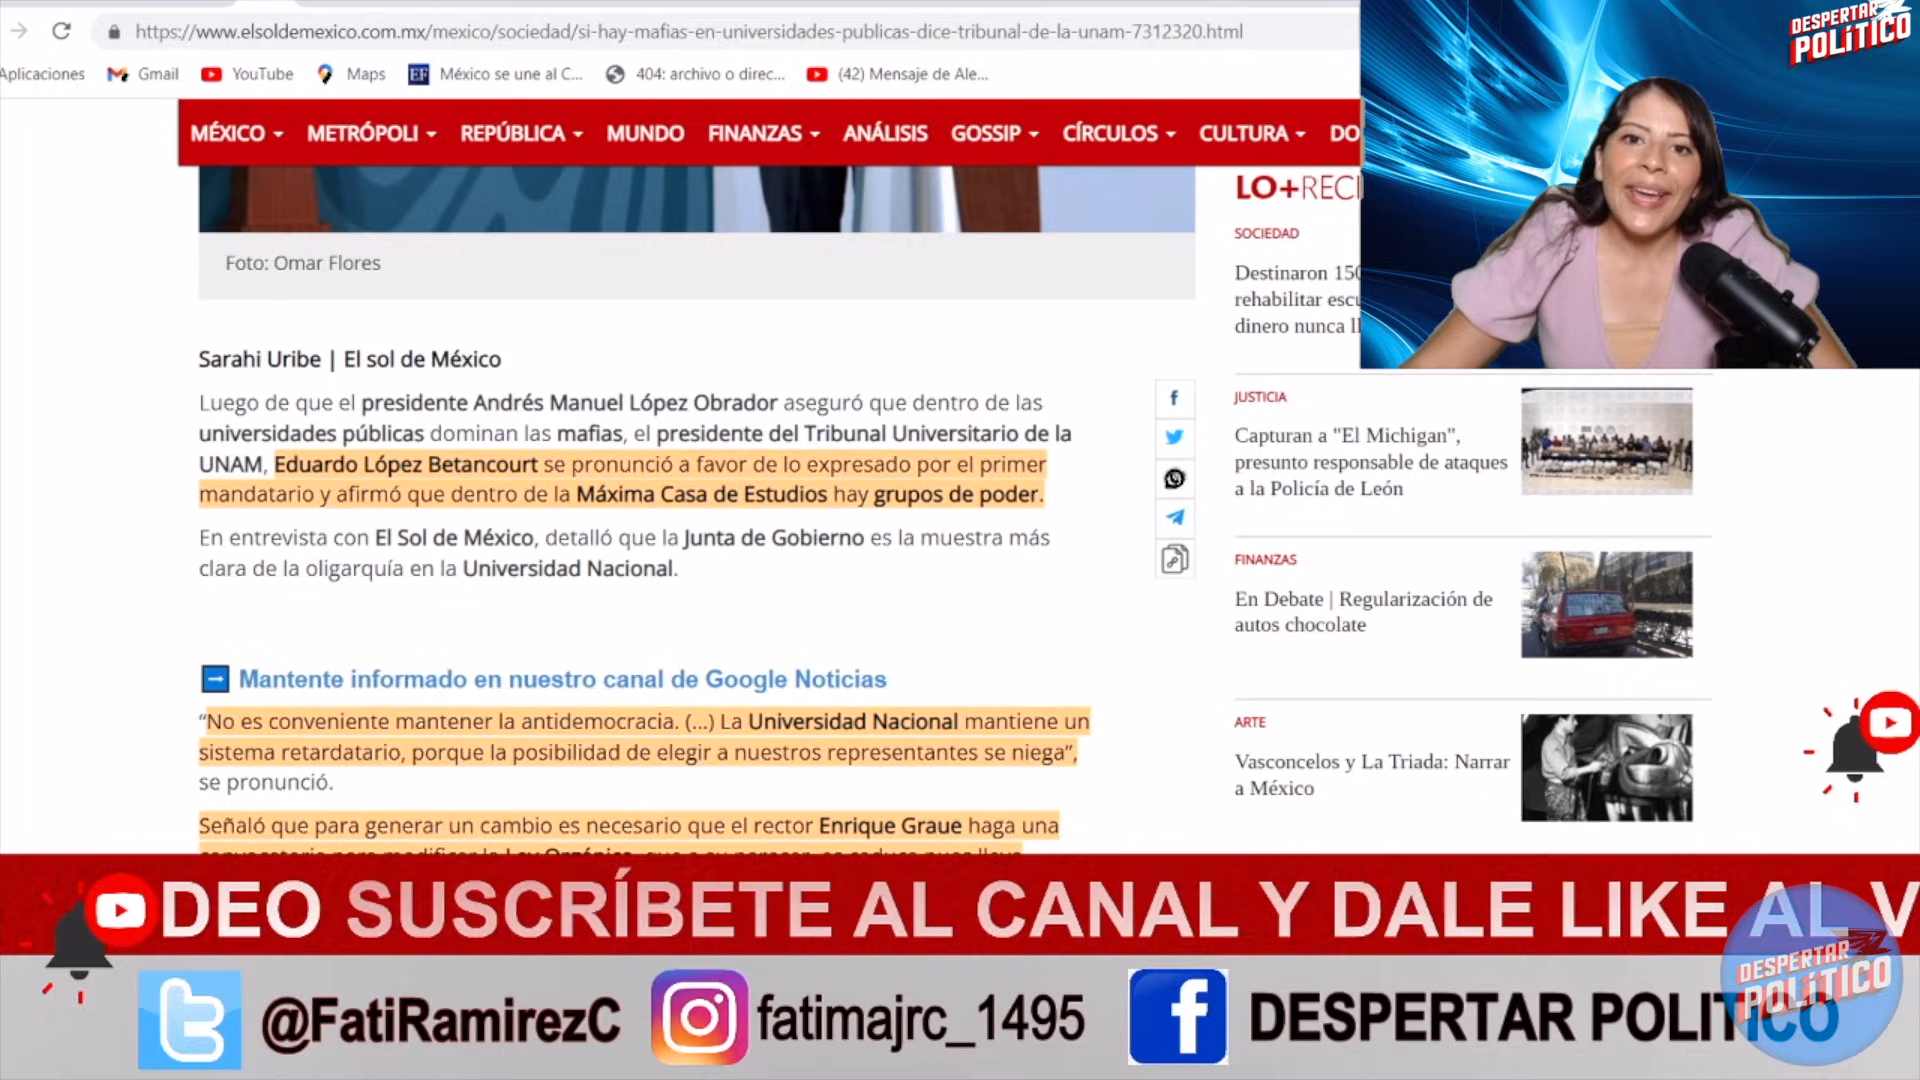 https://www.elsoldemexico.com.mx/mexico/sociedad/si-hay-mafias-en-universidades-publicas-dice-tribunal-de-la-unam-7312320.html
Aplicaciones Gmail YouTube Maps México se une al C... 404: archivo o direc... (42) Mensaje de Ale...
DESPERTAR
POLÍTICO
MÉXICO METRÓPOLI REPÚBLICA MUNDO FINANZAS ANÁLISIS GOSSIP CÍRCULOS CULTURA DO
Foto: Omar Flores
Sarahi Uribe | El sol de México
Luego de que el presidente Andrés Manuel López Obrador aseguró que dentro de las
universidades públicas dominan las mafias, el presidente del Tribunal Universitario de la
UNAM, Eduardo López Betancourt se pronunció a favor de lo expresado por el primer
mandatario y afirmó que dentro de la Máxima Casa de Estudios hay grupos de poder.
En entrevista con El Sol de México, detalló que la Junta de Gobierno es la muestra más
clara de la oligarquía en la Universidad Nacional.
Mantente informado en nuestro canal de Google Noticias
“No es conveniente mantener la antidemocracia. (...) La Universidad Nacional mantiene un
sistema retardatario, porque la posibilidad de elegir a nuestros representantes se niega”,
se pronunció.
Señaló que para generar un cambio es necesario que el rector Enrique Graue haga una
LO+RECI
SOCIEDAD
Destinaron 150
rehabilitar escu
dinero nunca ll
JUSTICIA
Capturan a "El Michigan",
presunto responsable de ataques
a la Policía de León
FINANZAS
En Debate | Regularización de
autos chocolate
ARTE
Vasconcelos y La Triada: Narrar
a México
DEO SUSCRÍBETE AL CANAL Y DALE LIKE AL V
@FatiRamirezC fatimajrc_1495 DESPERTAR POLITICO
DESPERTAR
POLÍTICO